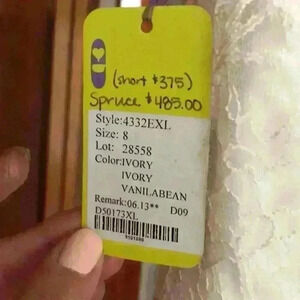 (short $375)
Spruce $485.00
Style:4332EXL
Size: 8
Lot: 28558
Color:IVORY
IVORY
VANILABEAN
Remark:06.13** D09
D50173XL